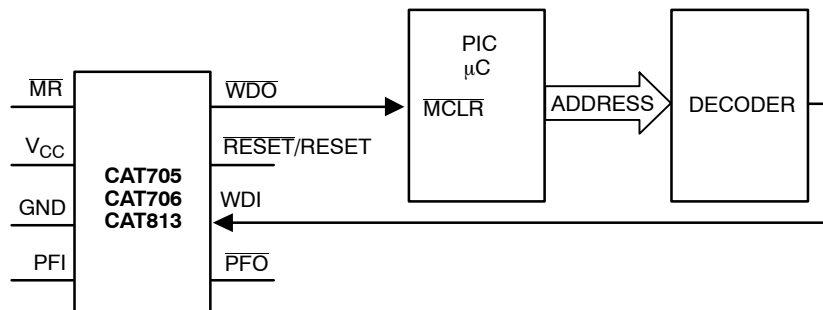 MR
VCC
GND
PFI
CAT705
CAT706
CAT813
WDO
RESET/RESET
WDI
PFO
PIC
μC
MCLR
ADDRESS
DECODER